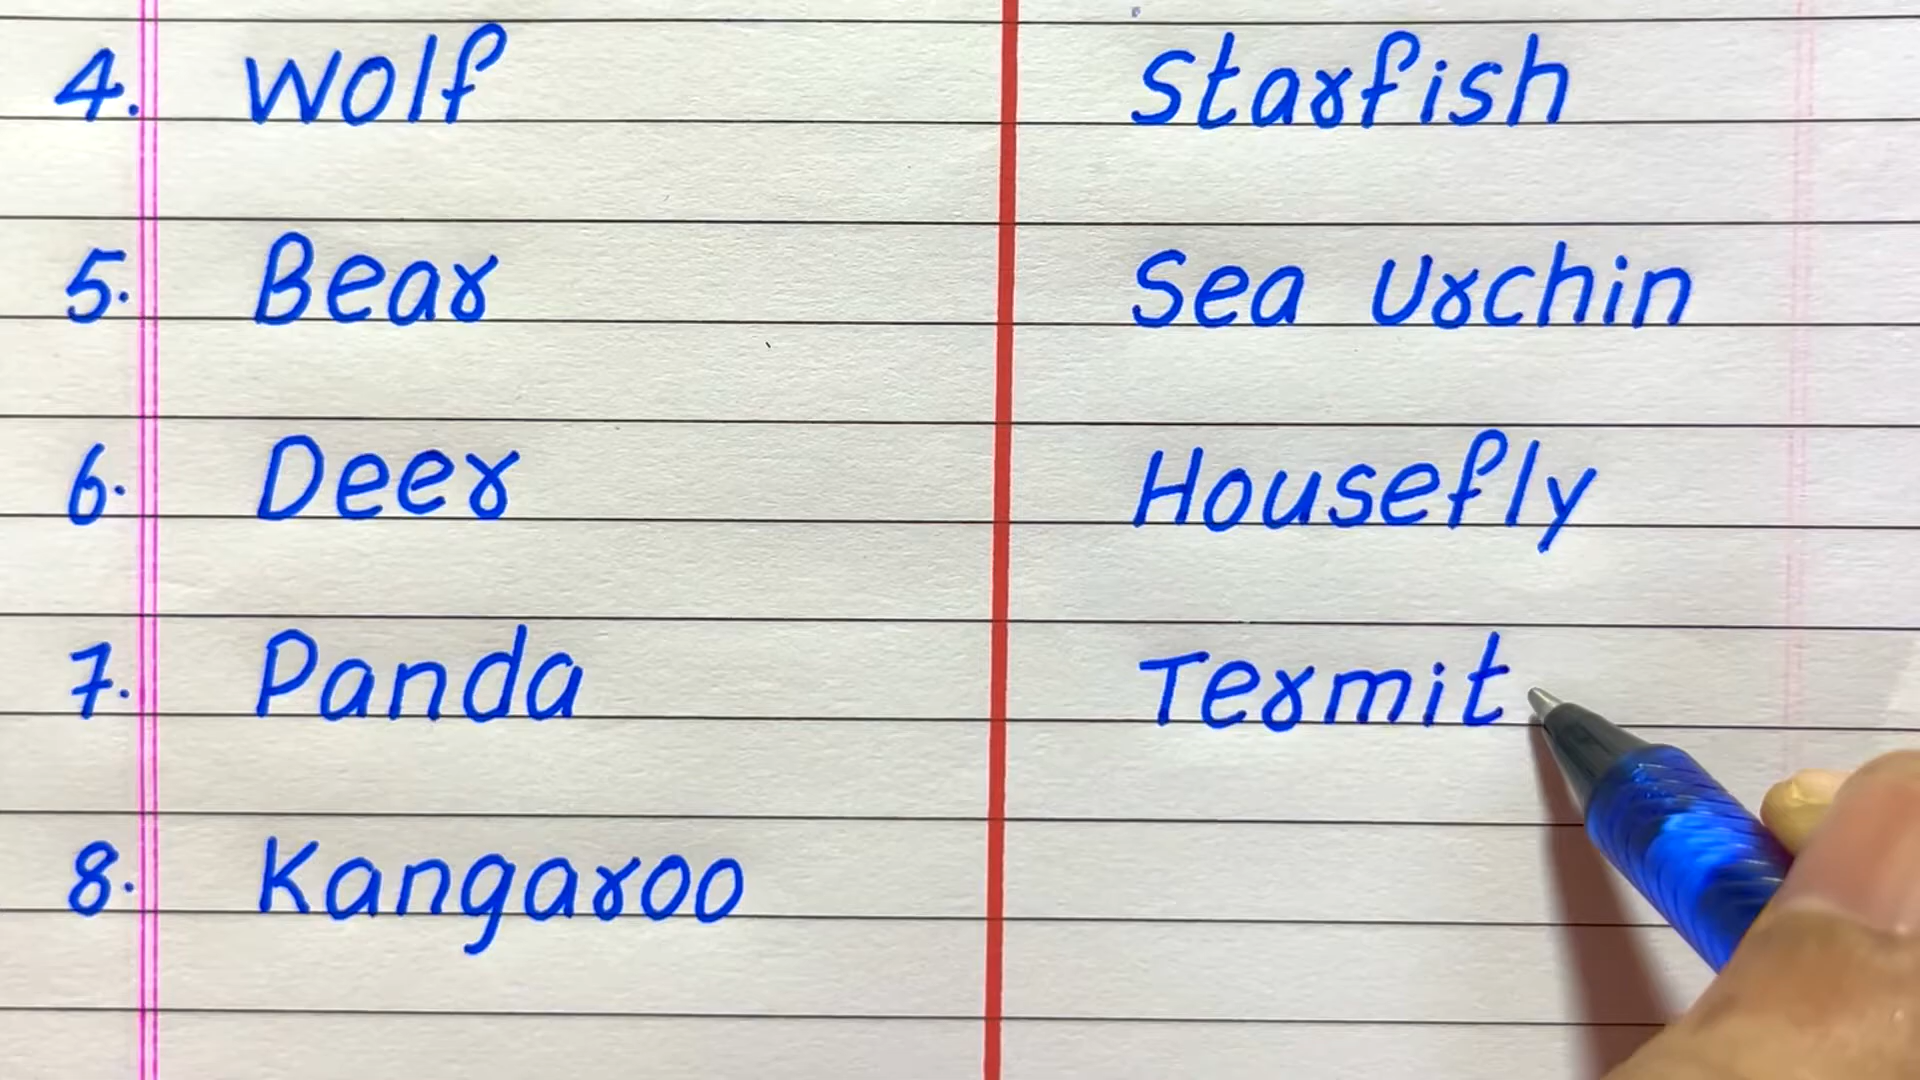 4. Wolf Starfish
5. Bear Sea Urchin
6. Deer Housefly
7. Panda Termit
8. Kangaroo